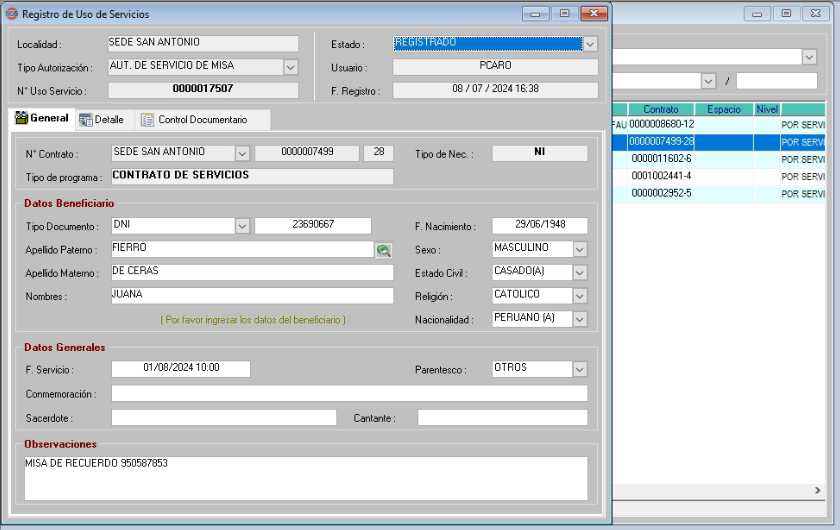 Registro de Uso de Servicios
Localidad : SEDE SAN ANTONIO
Estado : REGISTRADO
Tipo Autorización : AUT. DE SERVICIO DE MISA
Usuario : PCARO
N° Uso Servicio : 0000017507
F. Registro : 08 / 07 / 2024 16:38
General Detalle Control Documentario
N° Contrato : SEDE SAN ANTONIO 0000007499 28
Tipo de Nec. : NI
Tipo de programa : CONTRATO DE SERVICIOS
Datos Beneficiario
Tipo Documento : DNI 23690667
F. Nacimiento : 29/06/1948
Apellido Paterno : FIERRO
Sexo : MASCULINO
Apellido Materno : DE CERAS
Estado Civil : CASADO(A)
Nombres : JUANA
Religión : CATOLICO
( Por favor ingresar los datos del beneficiario )
Nacionalidad : PERUANO (A)
Datos Generales
F. Servicio : 01/08/2024 10:00
Parentesco : OTROS
Conmemoración :
Sacerdote :
Cantante :
Observaciones
MISA DE RECUERDO 950587853
/
Contrato Espacio Nivel
FAU 0000008680-12 POR SERVI
0000007499-28 POR SERVI
0000011602-6 POR SERVI
0001002441-4 POR SERVI
0000002952-5 POR SERVI